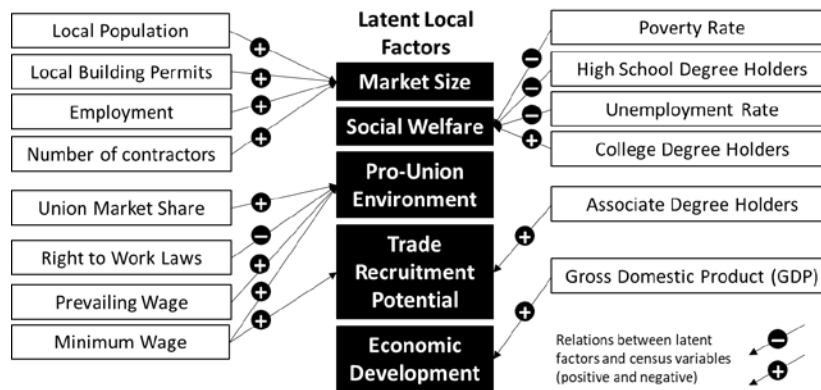 Local Population
Local Building Permits
Employment
Number of contractors
Union Market Share
Right to Work Laws
Prevailing Wage
Minimum Wage
Latent Local
Factors
Market Size
Social Welfare
Pro-Union
Environment
Trade
Recruitment
Potential
Economic
Development
Poverty Rate
High School Degree Holders
Unemployment Rate
College Degree Holders
Associate Degree Holders
Gross Domestic Product (GDP)
Relations between latent
factors and census variables
(positive and negative)